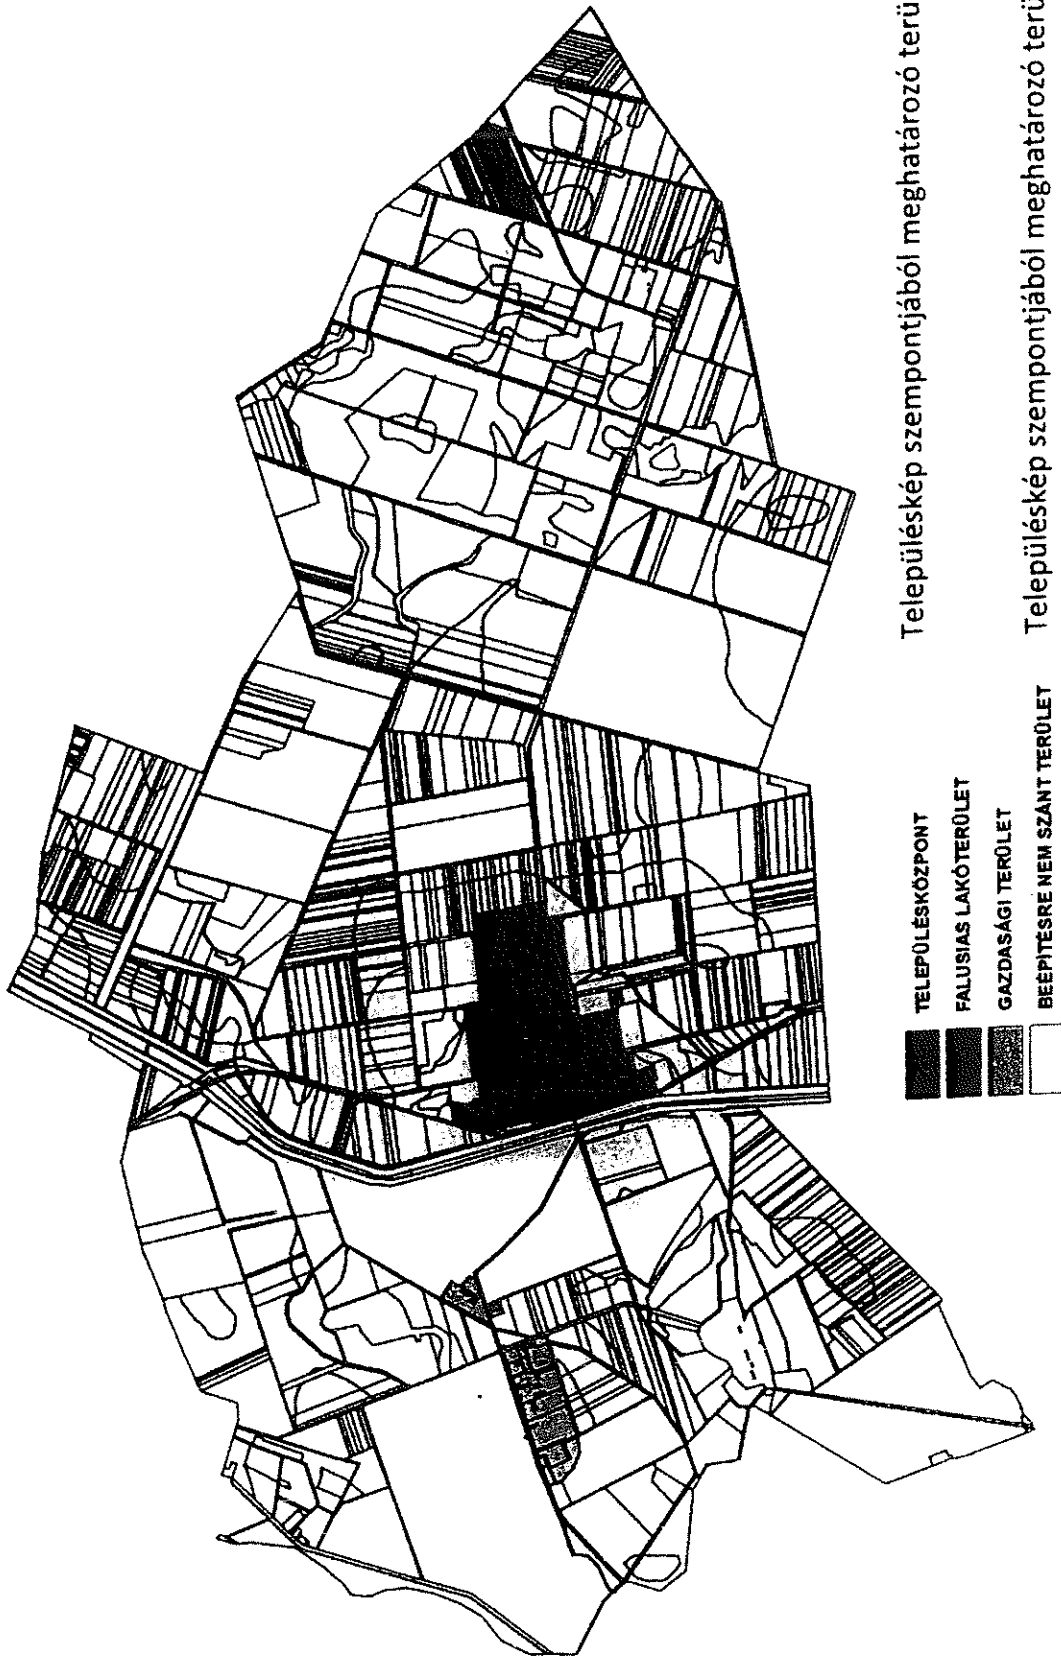 Településkép szempontjából meghatározó terü
TELEPÜLÉSKÖZPONT
FALUSIAS LAKÓTERÜLET
GAZDASÁGI TERÜLET
BEÉPÍTÉSRE NEM SZÁNT TERÜLET
Településkép szempontjából meghatározó terü